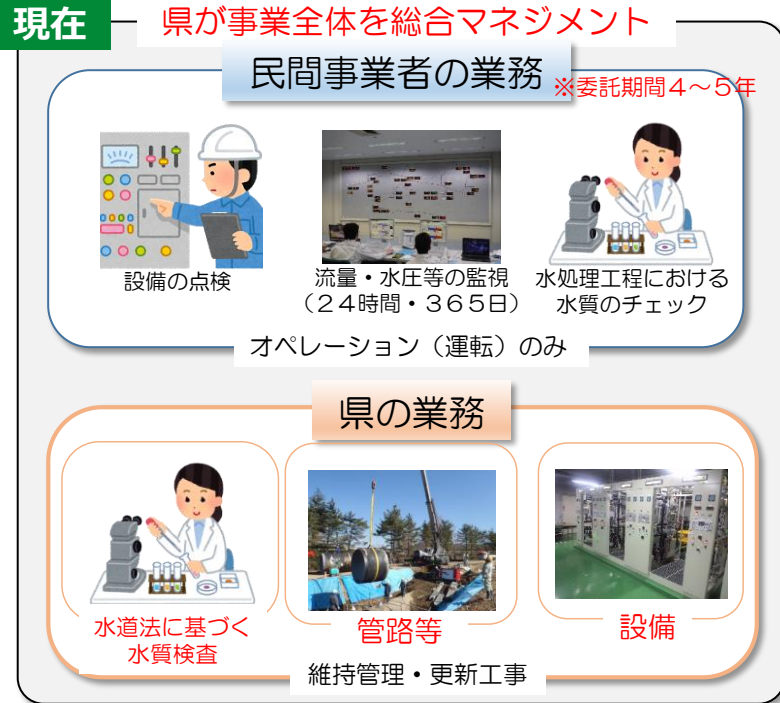 現在
県が事業全体を総合マネジメント
民間事業者の業務
※委託期間4～5年
設備の点検
流量・水圧等の監視
（24時間・365日）
水処理工程における
水質のチェック
オペレーション（運転）のみ
県の業務
水道法に基づく
水質検査
管路等
設備
維持管理・更新工事